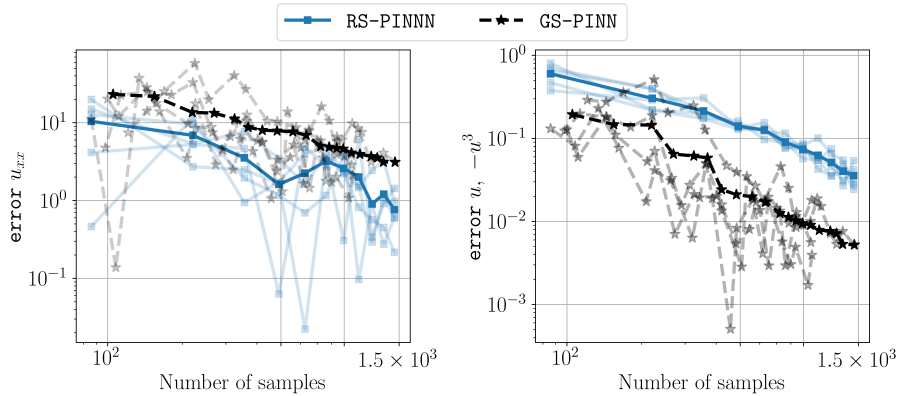 RS-PINNN GS-PINN
error u_{xx}
10^1
10^0
10^{-1}
10^2
1.5 × 10^3
Number of samples
error u, −u^3
10^0
10^{-1}
10^{-2}
10^{-3}
10^2
1.5 × 10^3
Number of samples